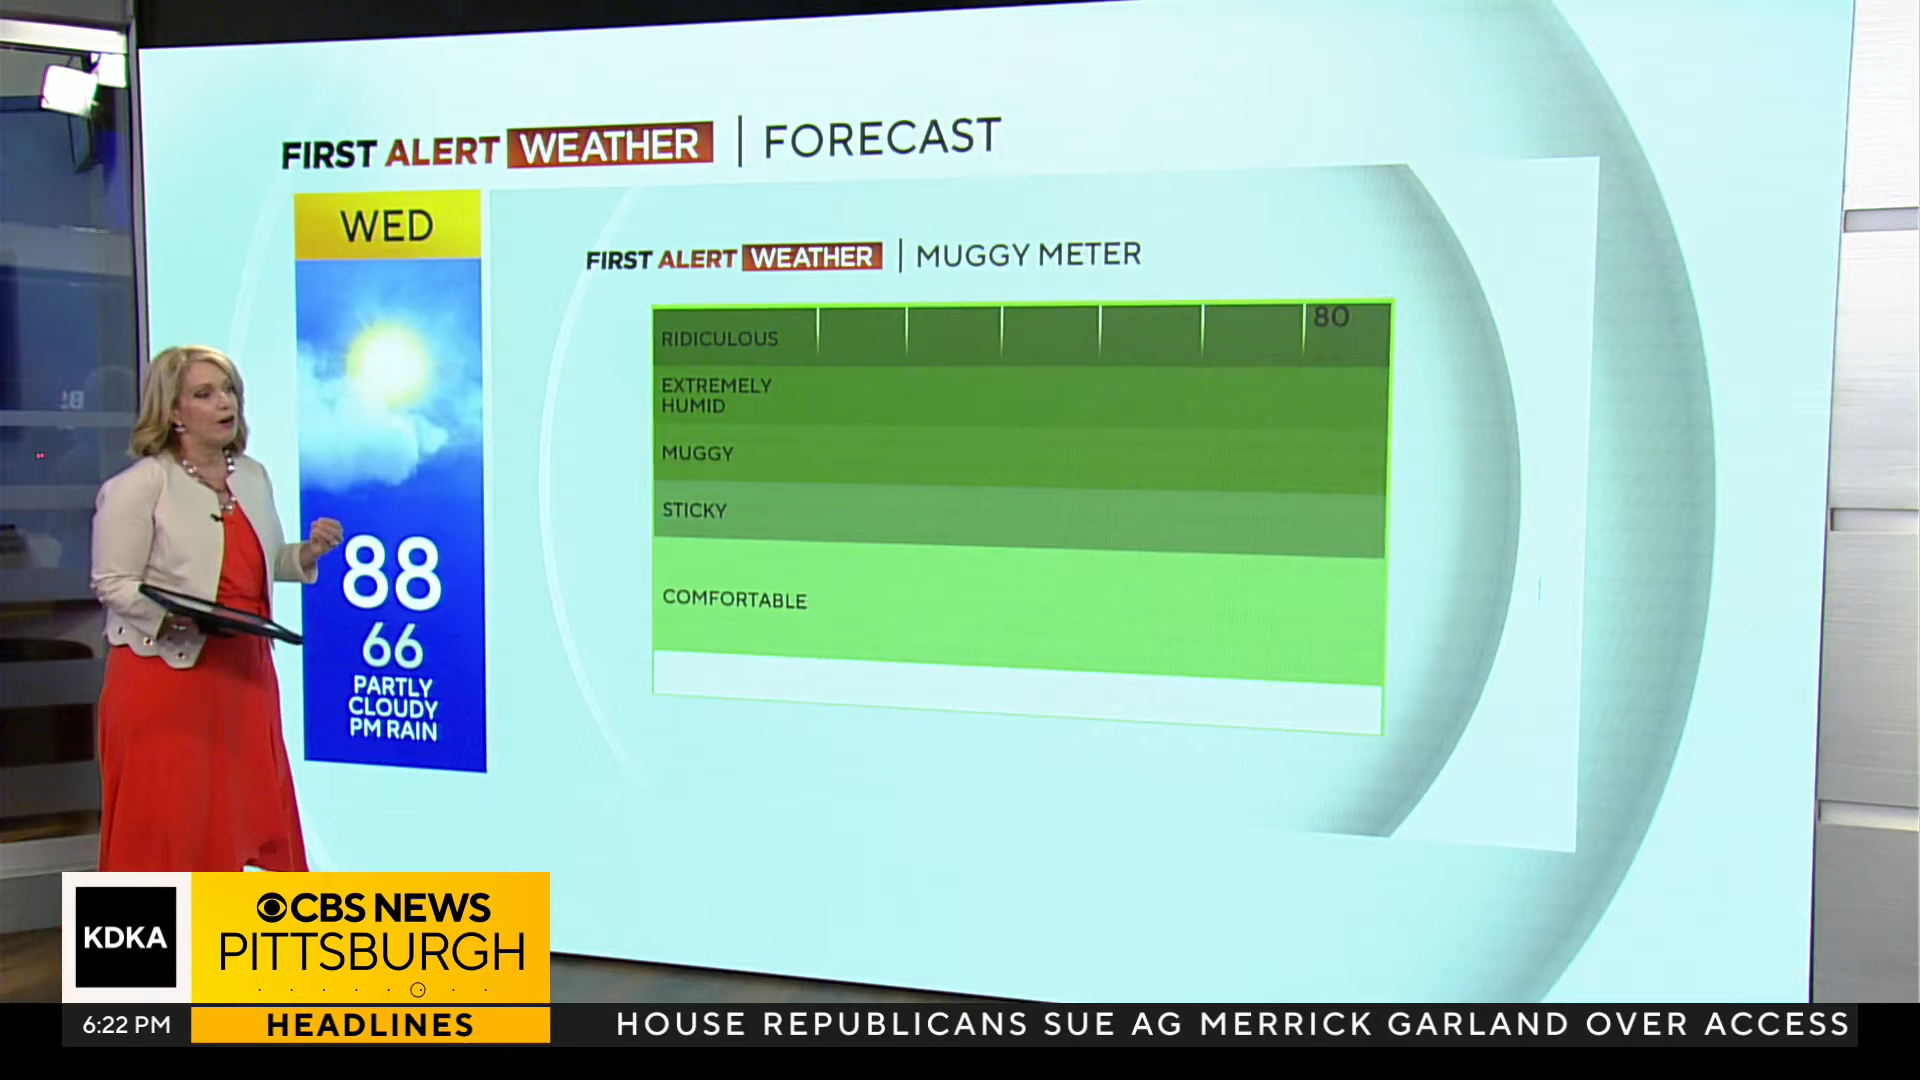 FIRST ALERT WEATHER | FORECAST
WED
88
66
PARTLY
CLOUDY
PM RAIN
FIRST ALERT WEATHER | MUGGY METER
80
RIDICULOUS
EXTREMELY
HUMID
MUGGY
STICKY
COMFORTABLE
KDKA
CBS NEWS
PITTSBURGH
6:22 PM
HEADLINES
HOUSE REPUBLICANS SUE AG MERRICK GARLAND OVER ACCESS